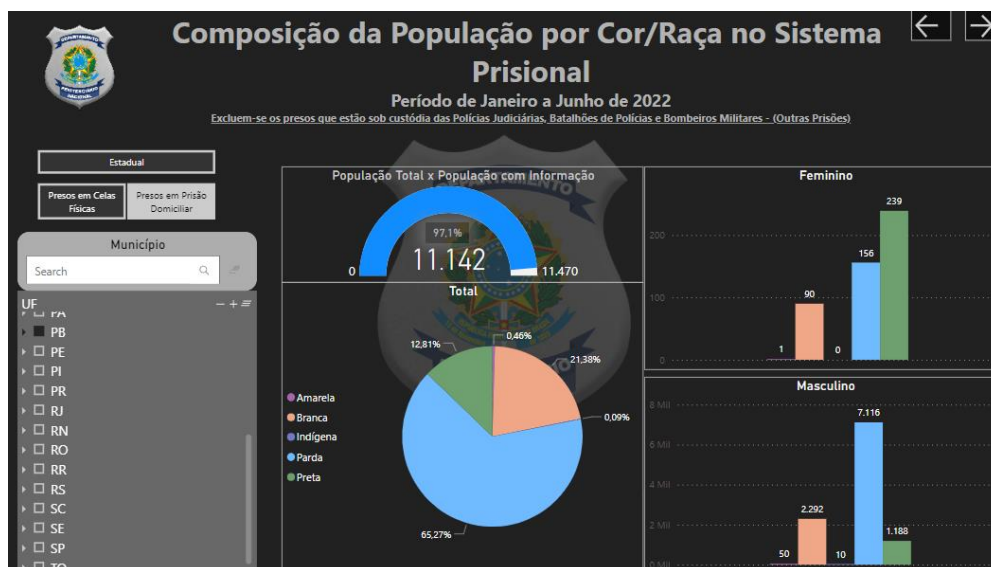 Composição da População por Cor/Raça no Sistema
Prisional
Período de Janeiro a Junho de 2022
Excluem-se os presos que estão sob custódia das Polícias Judiciárias, Batalhões de Polícias e Bombeiros Militares - (Outras Prisões)
Estadual
Presos em Celas
Físicas
Presos em Prisão
Domiciliar
Município
Search
UF
PA
PB
PE
PI
PR
RJ
RN
RO
RR
RS
SC
SE
SP
TO
População Total x População com Informação
97,1%
11.142
0
11.470
Total
0,46%
12,81%
21,38%
0,09%
65,27%
Amarela
Branca
Indígena
Parda
Preta
Feminino
239
200
156
100
90
1
0
0
Masculino
8 Mil
7.116
6 Mil
4 Mil
2.292
2 Mil
1.188
50
10
0 Mil